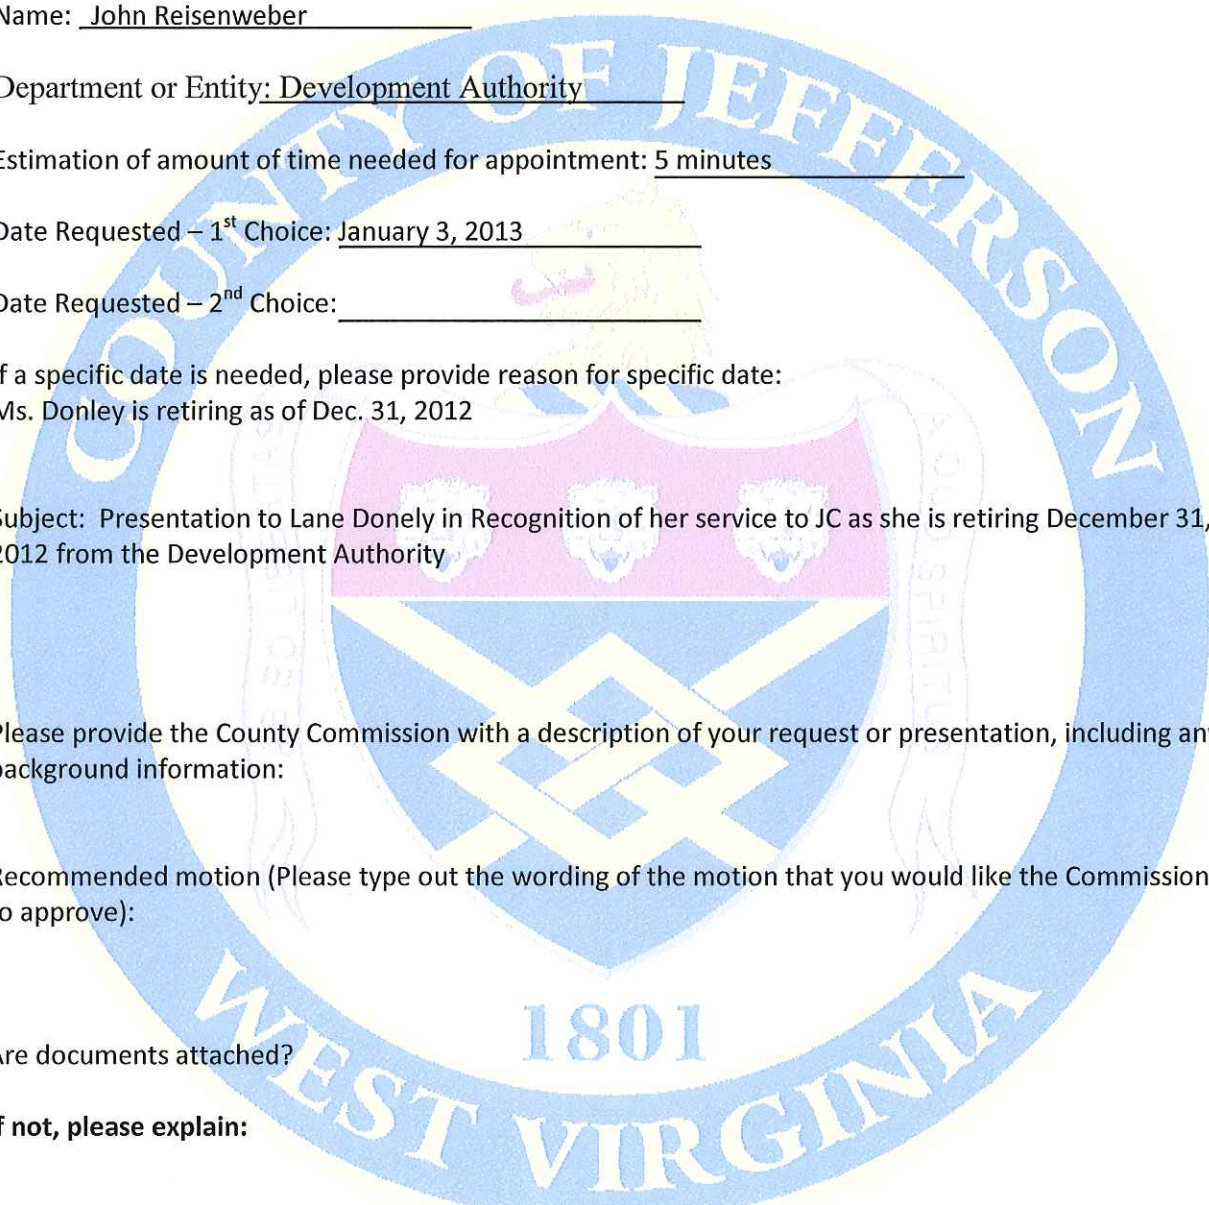 Name: John Reisenweber
Department or Entity: Development Authority
Estimation of amount of time needed for appointment: 5 minutes
Date Requested – 1st Choice: January 3, 2013
Date Requested – 2nd Choice:
If a specific date is needed, please provide reason for specific date:
Ms. Donley is retiring as of Dec. 31, 2012
Subject: Presentation to Lane Donely in Recognition of her service to JC as she is retiring December 31,
2012 from the Development Authority
Please provide the County Commission with a description of your request or presentation, including any
background information:
Recommended motion (Please type out the wording of the motion that you would like the Commission
to approve):
Are documents attached?
If not, please explain:
COUNTY OF JEFFERSON
1801
WEST VIRGINIA